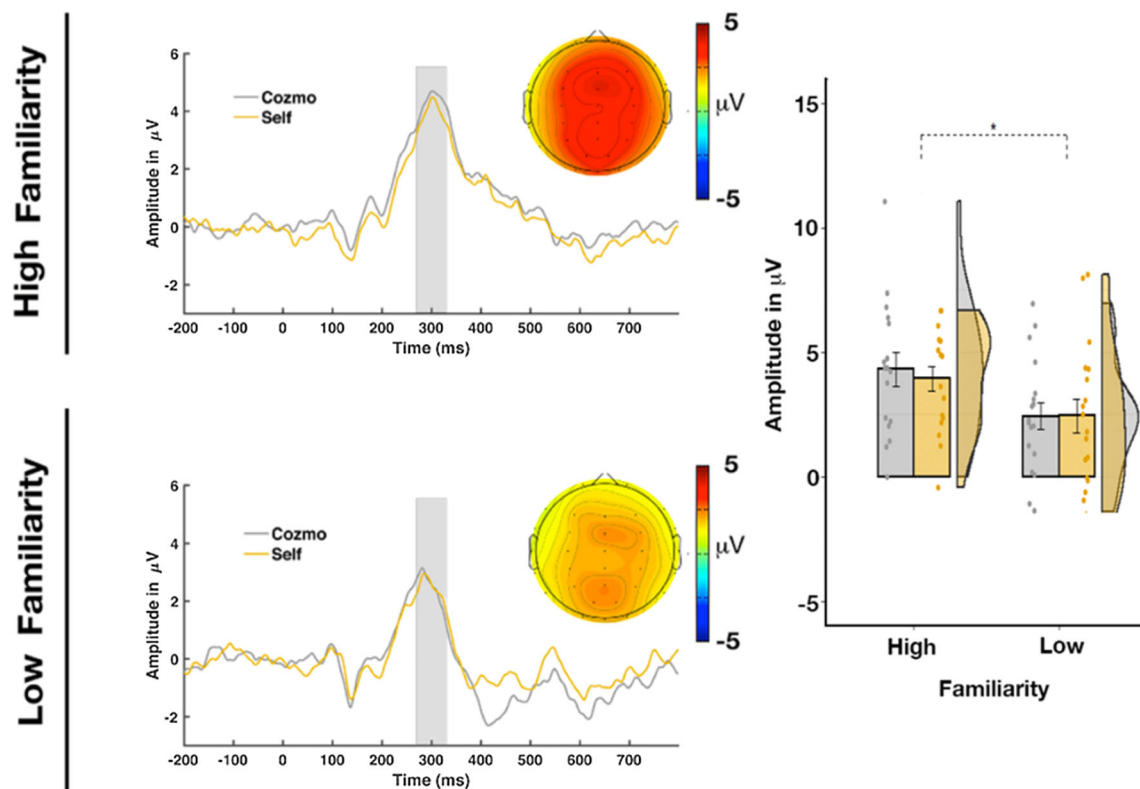 High Familiarity
Amplitude in μV
6
4
2
0
-2
Cozmo
Self
-200 -100 0 100 200 300 400 500 600 700
Time (ms)
5
μV
-5
Low Familiarity
Amplitude in μV
6
4
2
0
-2
Cozmo
Self
-200 -100 0 100 200 300 400 500 600 700
Time (ms)
5
μV
-5
Amplitude in μV
15
10
5
0
-5
*
High Low
Familiarity